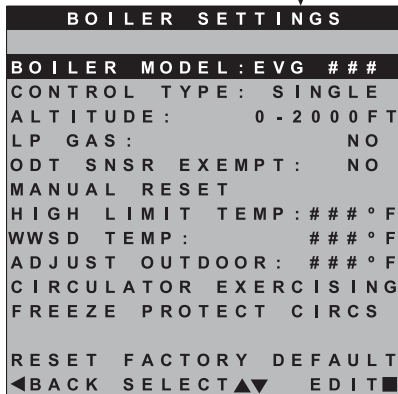 BOILER SETTINGS
BOILER MODEL:EVG ###
CONTROL TYPE: SINGLE
ALTITUDE: 0-2000FT
LP GAS: NO
ODT SNSR EXEMPT: NO
MANUAL RESET
HIGH LIMIT TEMP:###°F
WWSD TEMP: ###°F
ADJUST OUTDOOR: ###°F
CIRCULATOR EXERCISING
FREEZE PROTECT CIRCS
RESET FACTORY DEFAULT
◀BACK SELECT▲▼ EDIT■